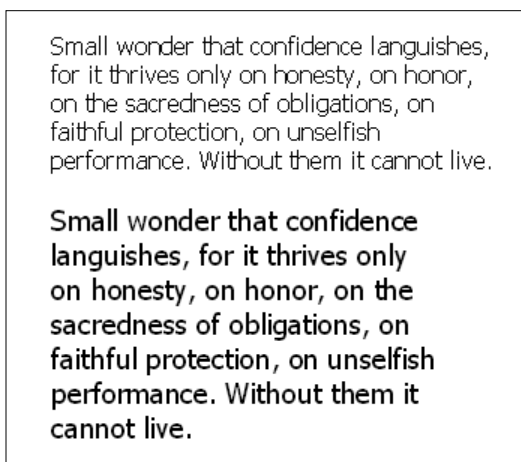 Small wonder that confidence languishes,
for it thrives only on honesty, on honor,
on the sacredness of obligations, on
faithful protection, on unselfish
performance. Without them it cannot live.
Small wonder that confidence
languishes, for it thrives only
on honesty, on honor, on the
sacredness of obligations, on
faithful protection, on unselfish
performance. Without them it
cannot live.